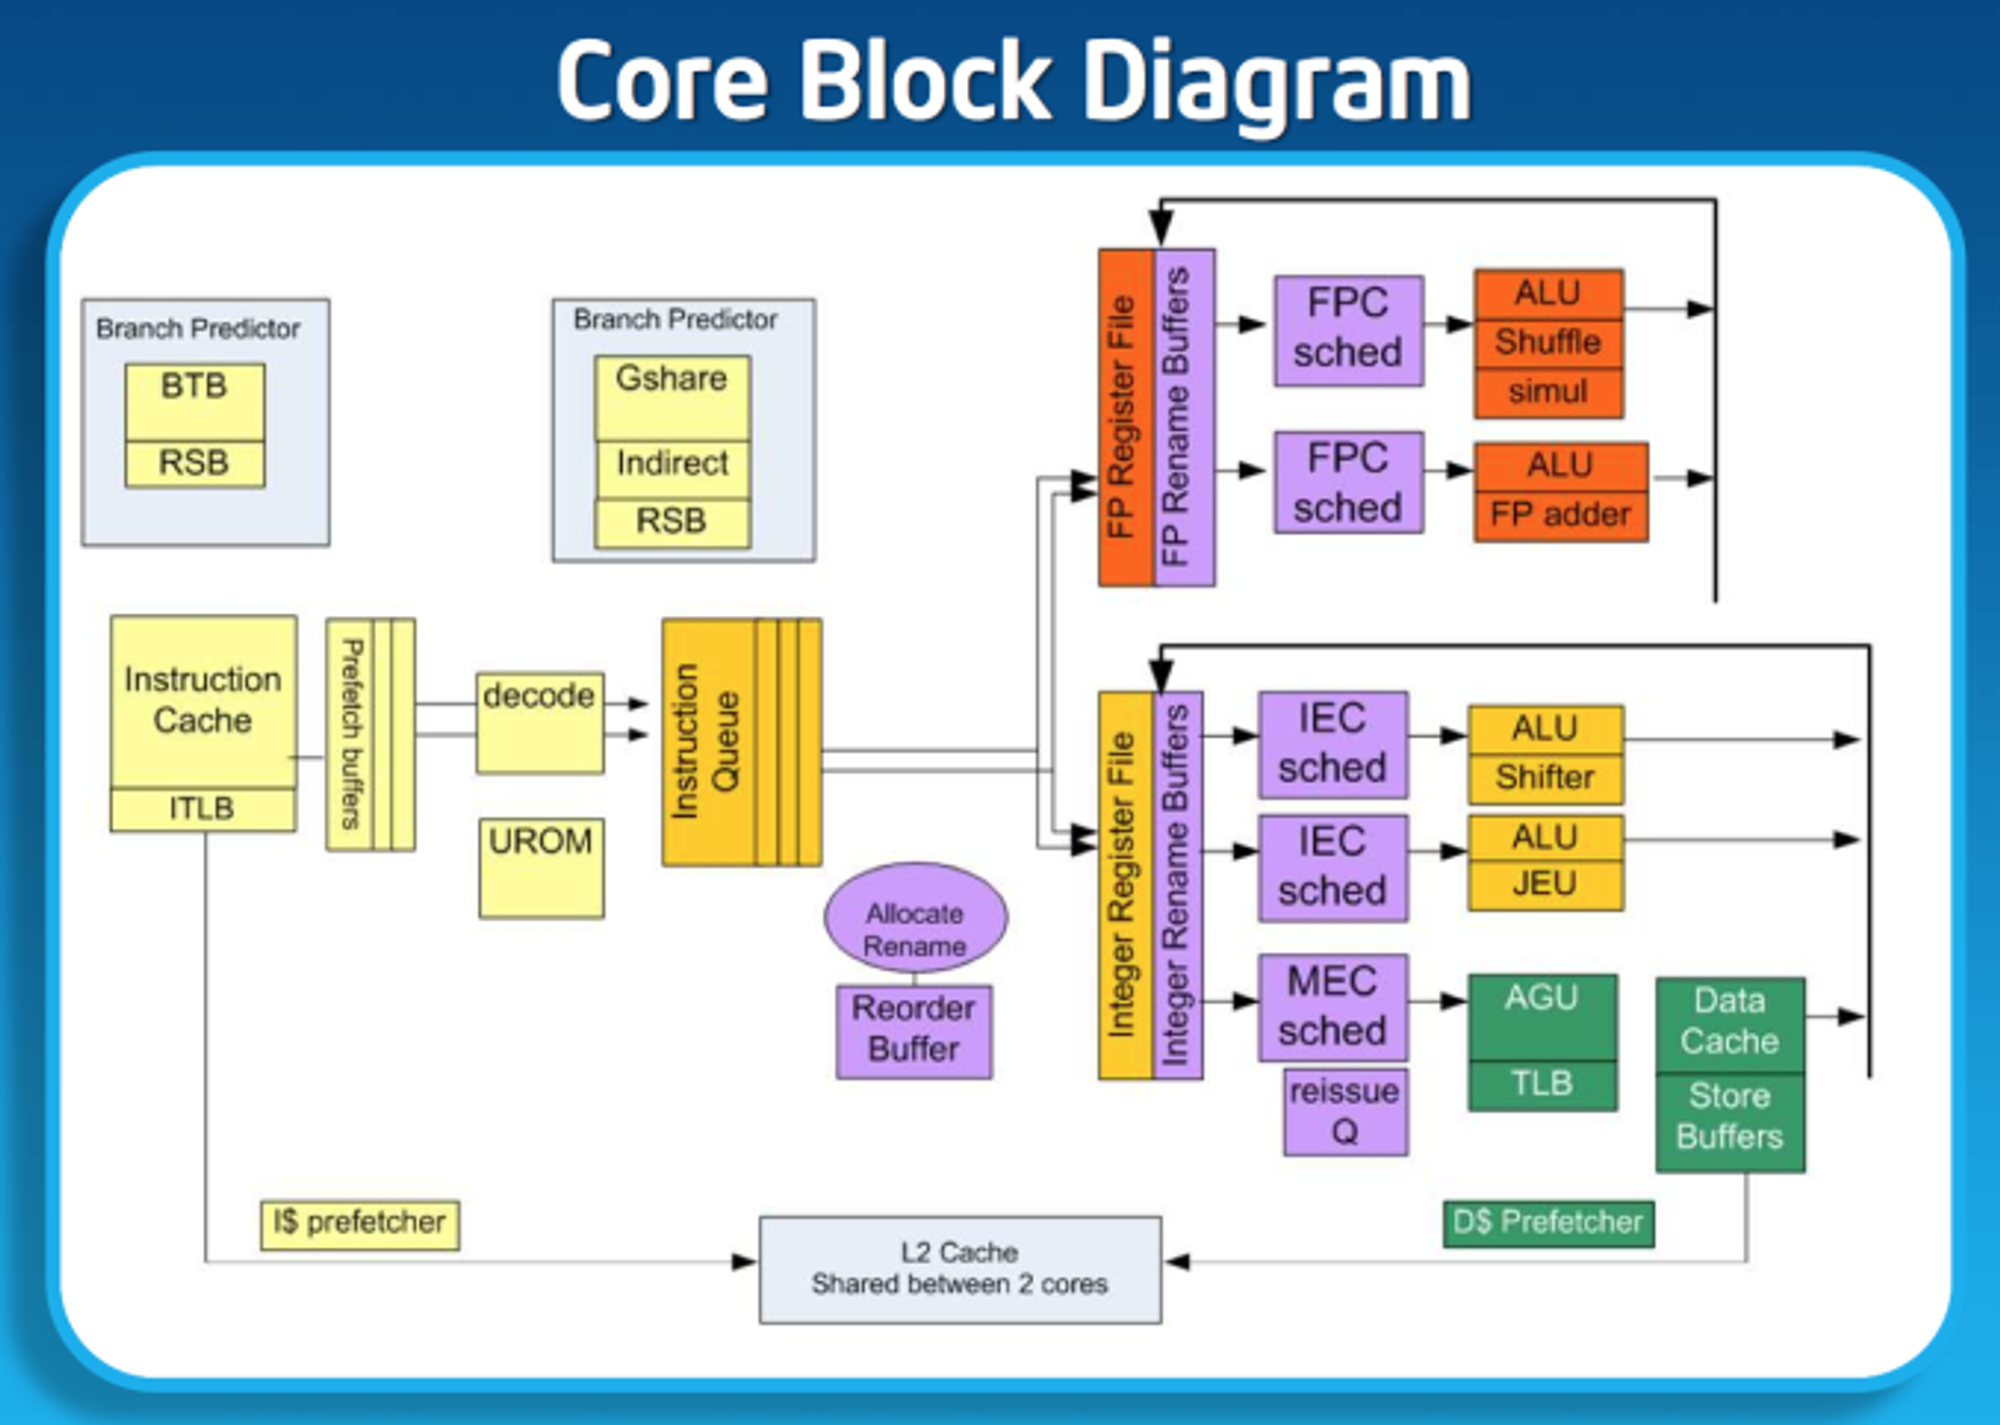 Core Block Diagram
Branch Predictor
BTB
RSB
Branch Predictor
Gshare
Indirect
RSB
Instruction
Cache
ITLB
Prefetch buffers
decode
UROM
Instruction
Queue
Allocate
Rename
Reorder
Buffer
FP Register File
FP Rename Buffers
FPC
sched
ALU
Shuffle
simul
FPC
sched
ALU
FP adder
Integer Register File
Integer Rename Buffers
IEC
sched
ALU
Shifter
IEC
sched
ALU
JEU
MEC
sched
reissue
Q
AGU
TLB
Data
Cache
Store
Buffers
I$ prefetcher
L2 Cache
Shared between 2 cores
D$ Prefetcher